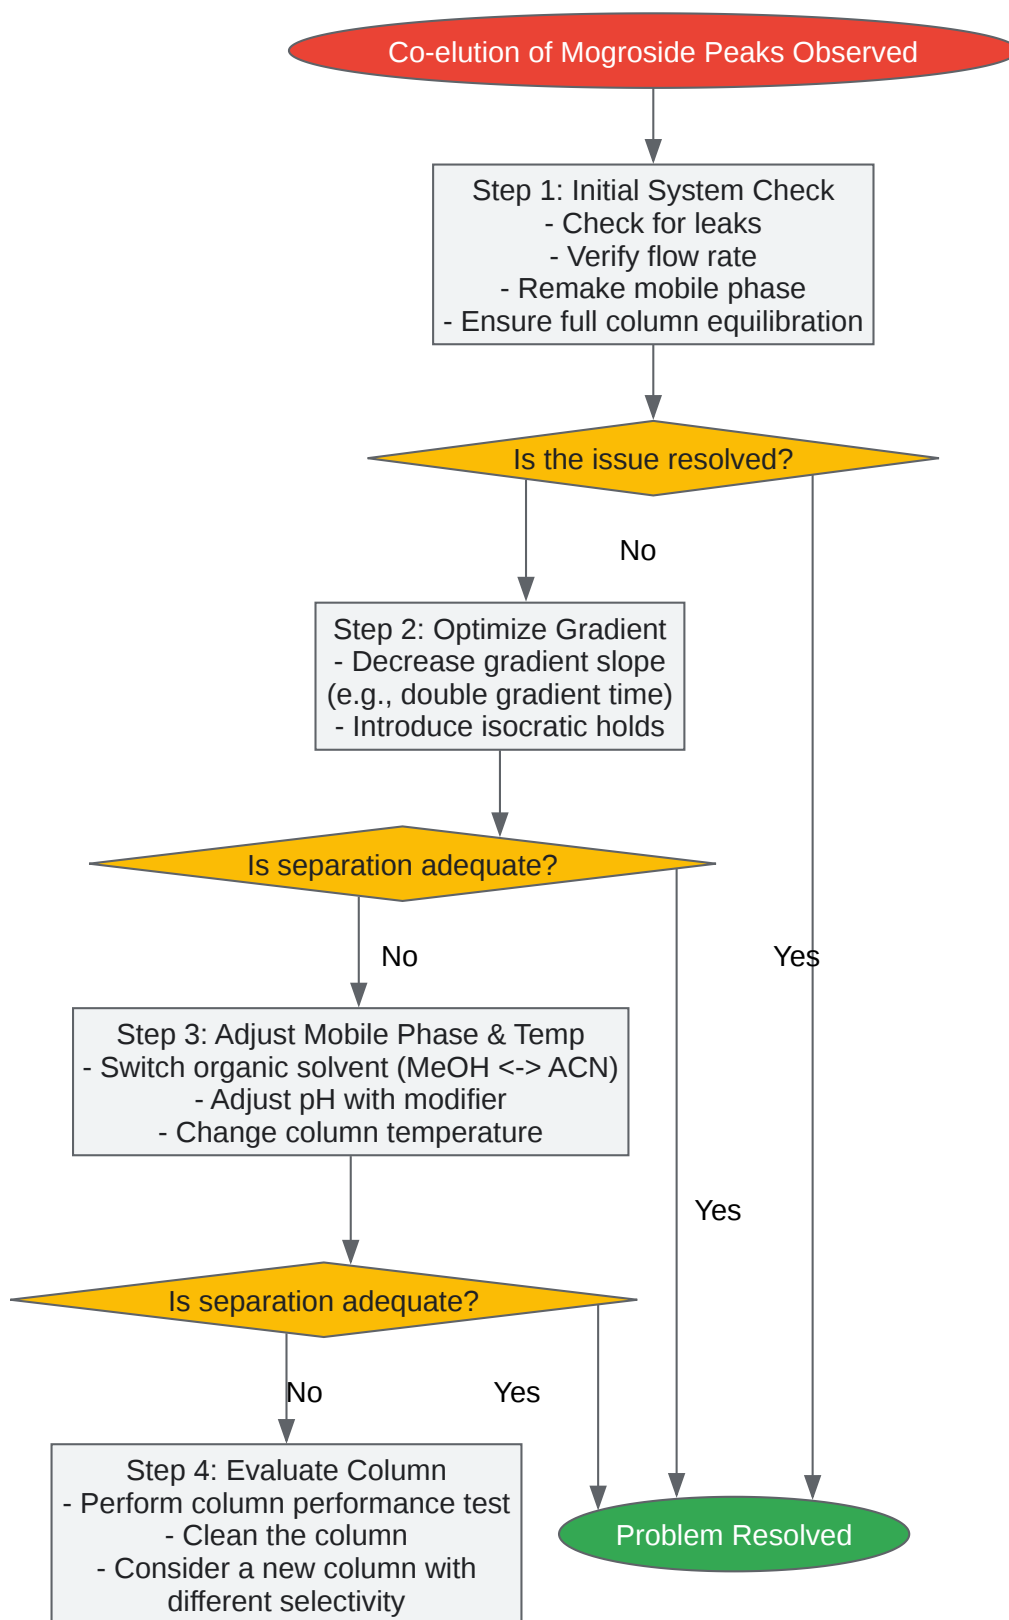 Co-elution of Mogroside Peaks Observed
Step 1: Initial System Check
- Check for leaks
- Verify flow rate
- Remake mobile phase
- Ensure full column equilibration
Is the issue resolved?
No
Step 2: Optimize Gradient
- Decrease gradient slope
(e.g., double gradient time)
- Introduce isocratic holds
Is separation adequate?
No
Yes
Step 3: Adjust Mobile Phase & Temp
- Switch organic solvent (MeOH <-> ACN)
- Adjust pH with modifier
- Change column temperature
Yes
Is separation adequate?
No
Yes
Step 4: Evaluate Column
- Perform column performance test
- Clean the column
- Consider a new column with
different selectivity
Problem Resolved